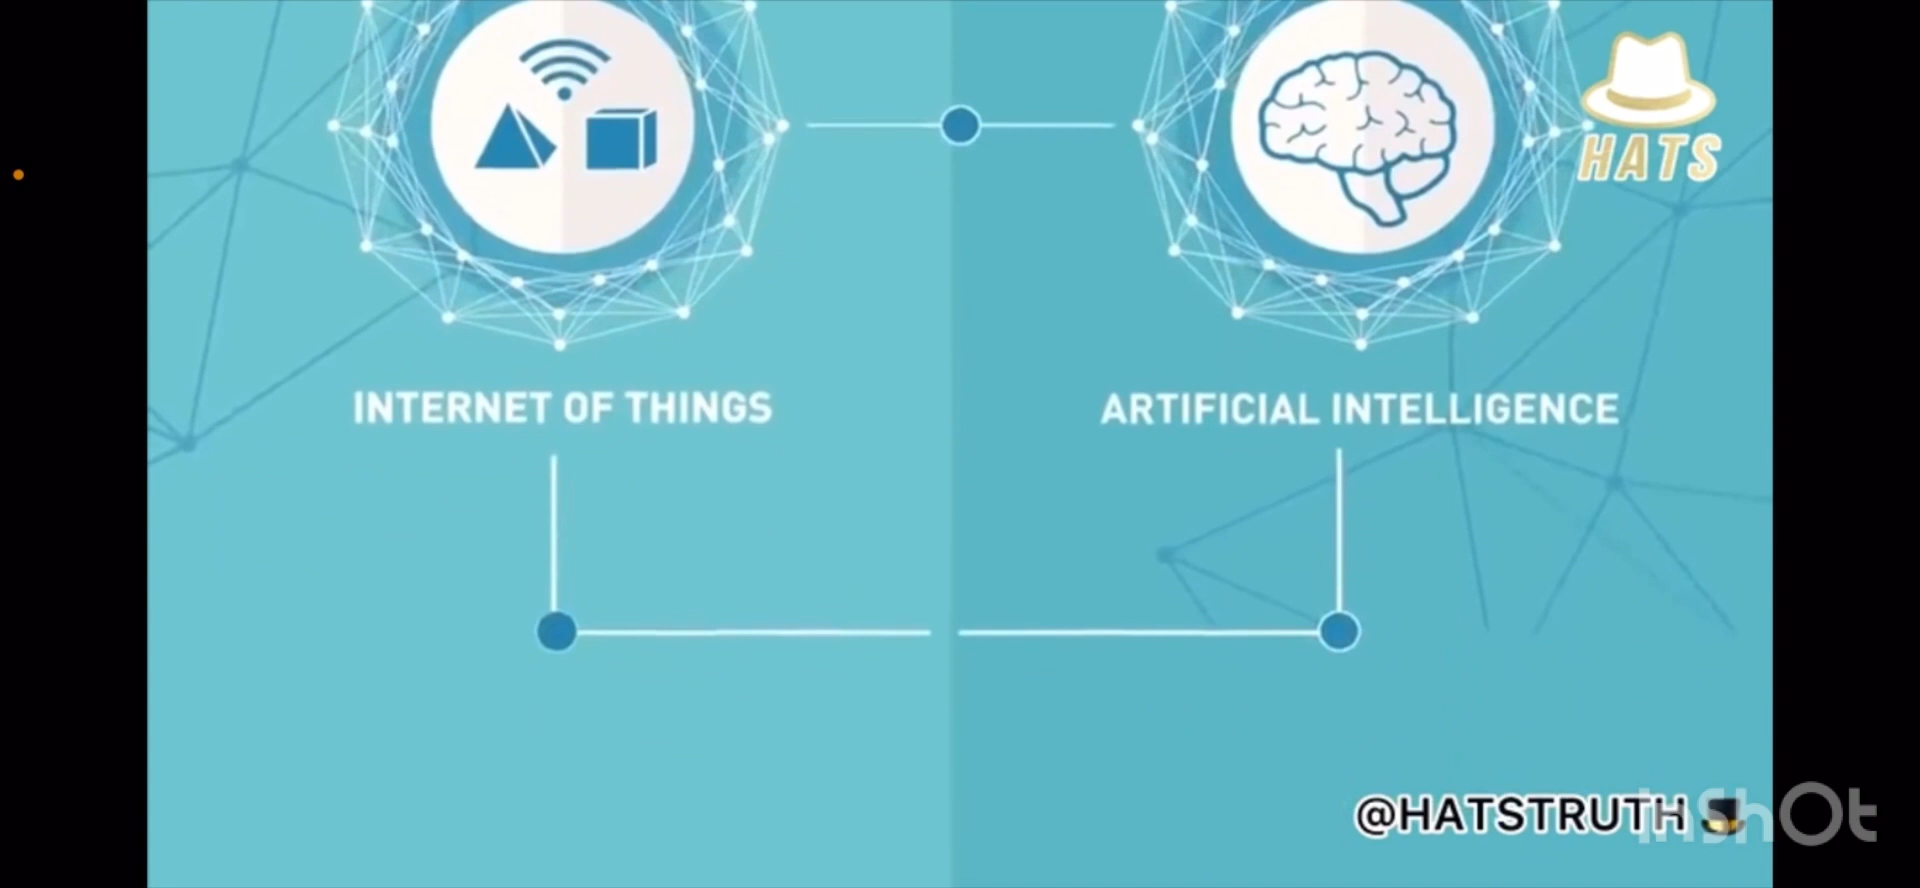 HATS
INTERNET OF THINGS
ARTIFICIAL INTELLIGENCE
@HATSTRUTH
InShOt